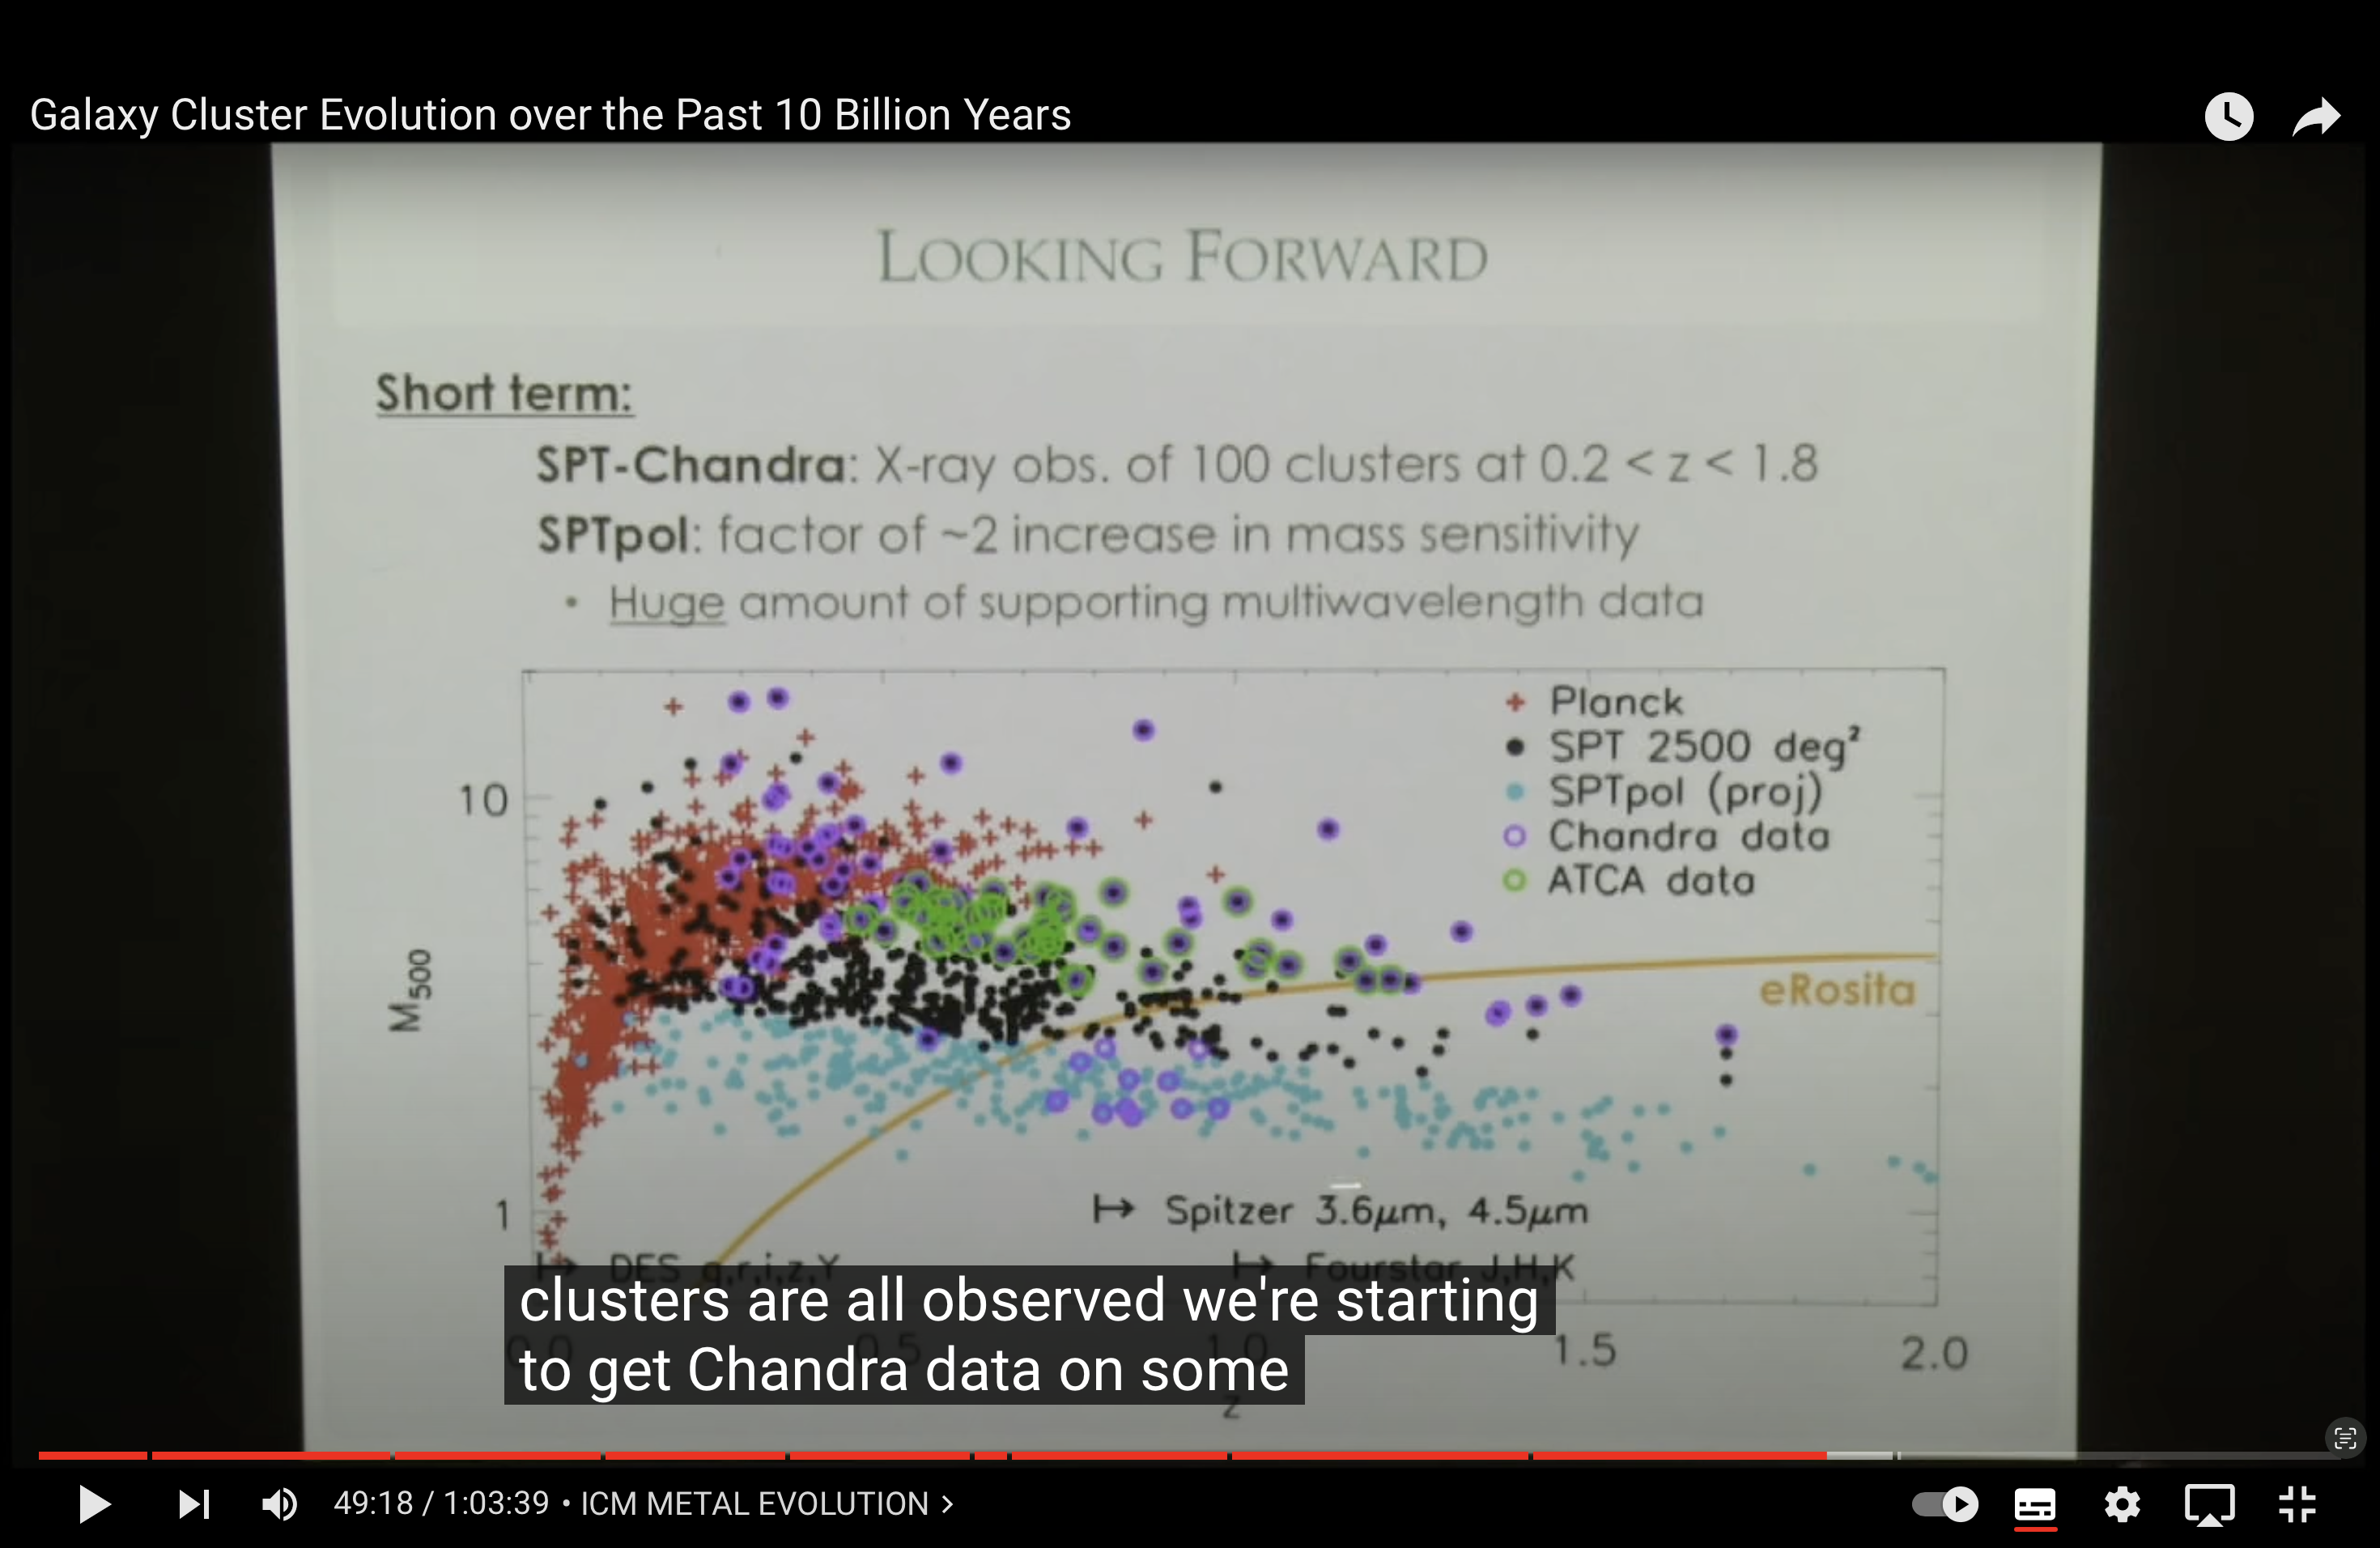 Galaxy Cluster Evolution over the Past 10 Billion Years
LOOKING FORWARD
Short term:
SPT-Chandra: X-ray obs. of 100 clusters at 0.2 < z < 1.8
SPTpol: factor of ~2 increase in mass sensitivity
• Huge amount of supporting multiwavelength data
+ Planck
● SPT 2500 deg²
● SPTpol (proj)
○ Chandra data
○ ATCA data
10
M500
eRosita
1
↦ Spitzer 3.6μm, 4.5μm
↦ DES g,r,i,z,Y ↦ Fourstar J,H,K
0.0 0.5 1.0 1.5 2.0
z
clusters are all observed we're starting
to get Chandra data on some
49:18 / 1:03:39 • ICM METAL EVOLUTION >